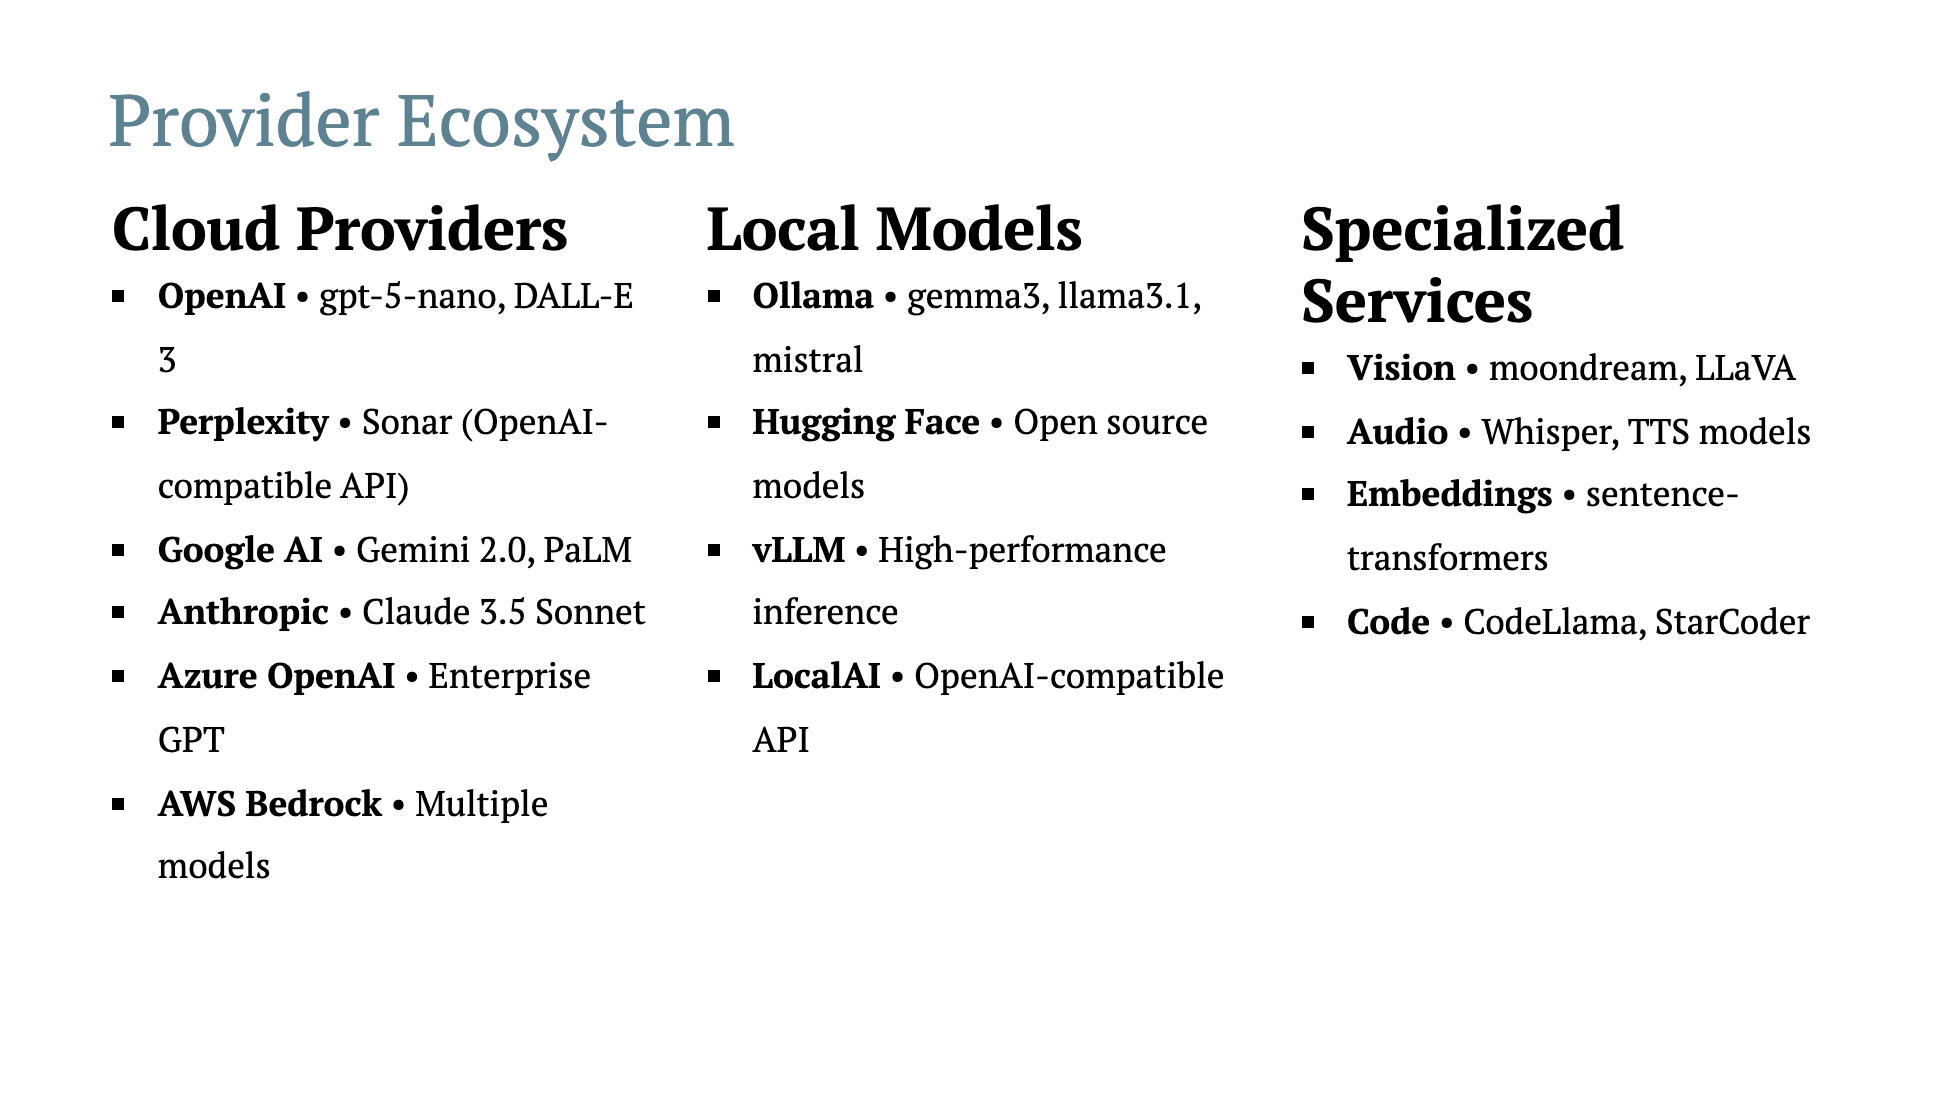 Provider Ecosystem
Cloud Providers
▪ OpenAI • gpt-5-nano, DALL-E
3
▪ Perplexity • Sonar (OpenAI-
compatible API)
▪ Google AI • Gemini 2.0, PaLM
▪ Anthropic • Claude 3.5 Sonnet
▪ Azure OpenAI • Enterprise
GPT
▪ AWS Bedrock • Multiple
models
Local Models
▪ Ollama • gemma3, llama3.1,
mistral
▪ Hugging Face • Open source
models
▪ vLLM • High-performance
inference
▪ LocalAI • OpenAI-compatible
API
Specialized
Services
▪ Vision • moondream, LLaVA
▪ Audio • Whisper, TTS models
▪ Embeddings • sentence-
transformers
▪ Code • CodeLlama, StarCoder